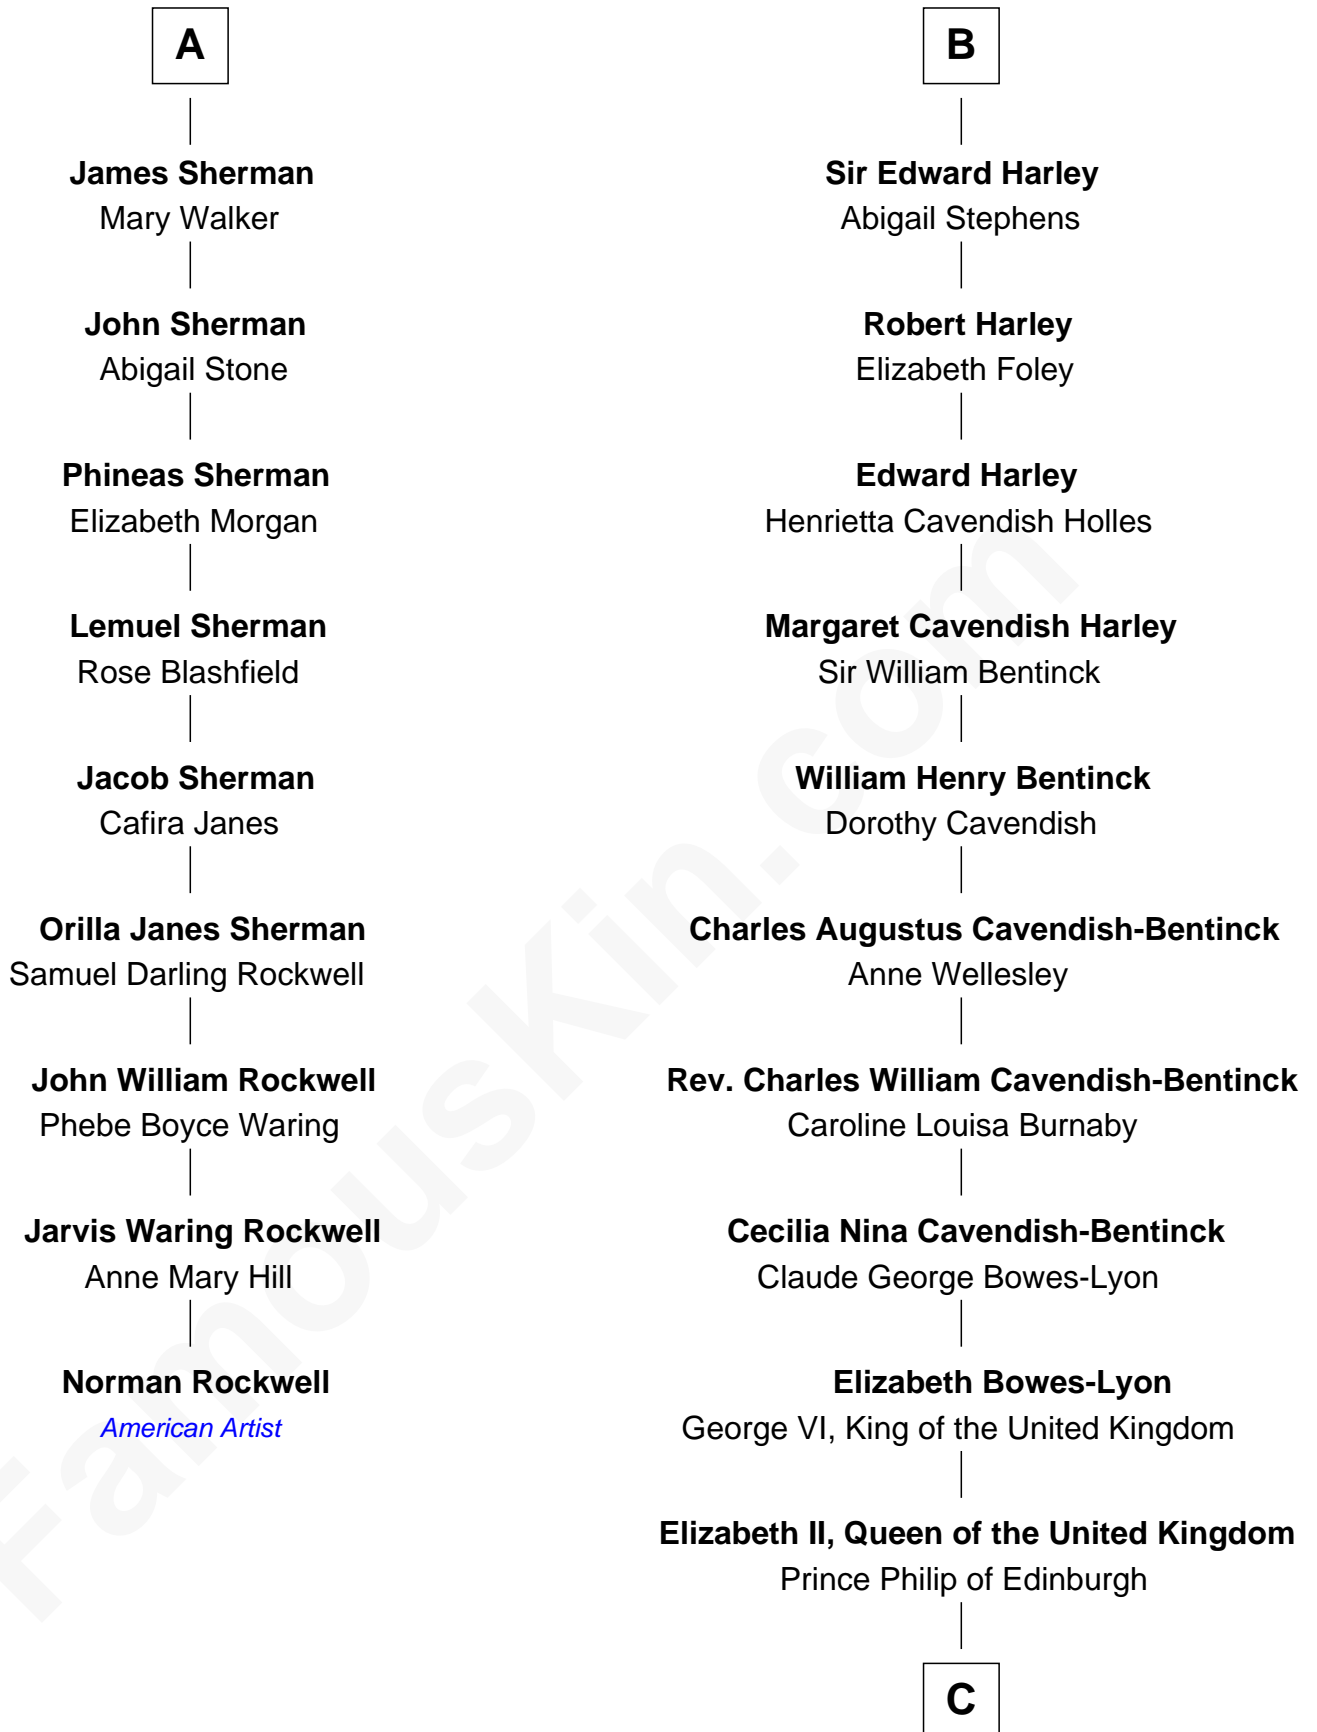 A
James Sherman
Mary Walker
John Sherman
Abigail Stone
Phineas Sherman
Elizabeth Morgan
Lemuel Sherman
Rose Blashfield
Jacob Sherman
Cafira Janes
Orilla Janes Sherman
Samuel Darling Rockwell
John William Rockwell
Phebe Boyce Waring
Jarvis Waring Rockwell
Anne Mary Hill
Norman Rockwell
American Artist
B
Sir Edward Harley
Abigail Stephens
Robert Harley
Elizabeth Foley
Edward Harley
Henrietta Cavendish Holles
Margaret Cavendish Harley
Sir William Bentinck
William Henry Bentinck
Dorothy Cavendish
Charles Augustus Cavendish-Bentinck
Anne Wellesley
Rev. Charles William Cavendish-Bentinck
Caroline Louisa Burnaby
Cecilia Nina Cavendish-Bentinck
Claude George Bowes-Lyon
Elizabeth Bowes-Lyon
George VI, King of the United Kingdom
Elizabeth II, Queen of the United Kingdom
Prince Philip of Edinburgh
C
FamousKin.com